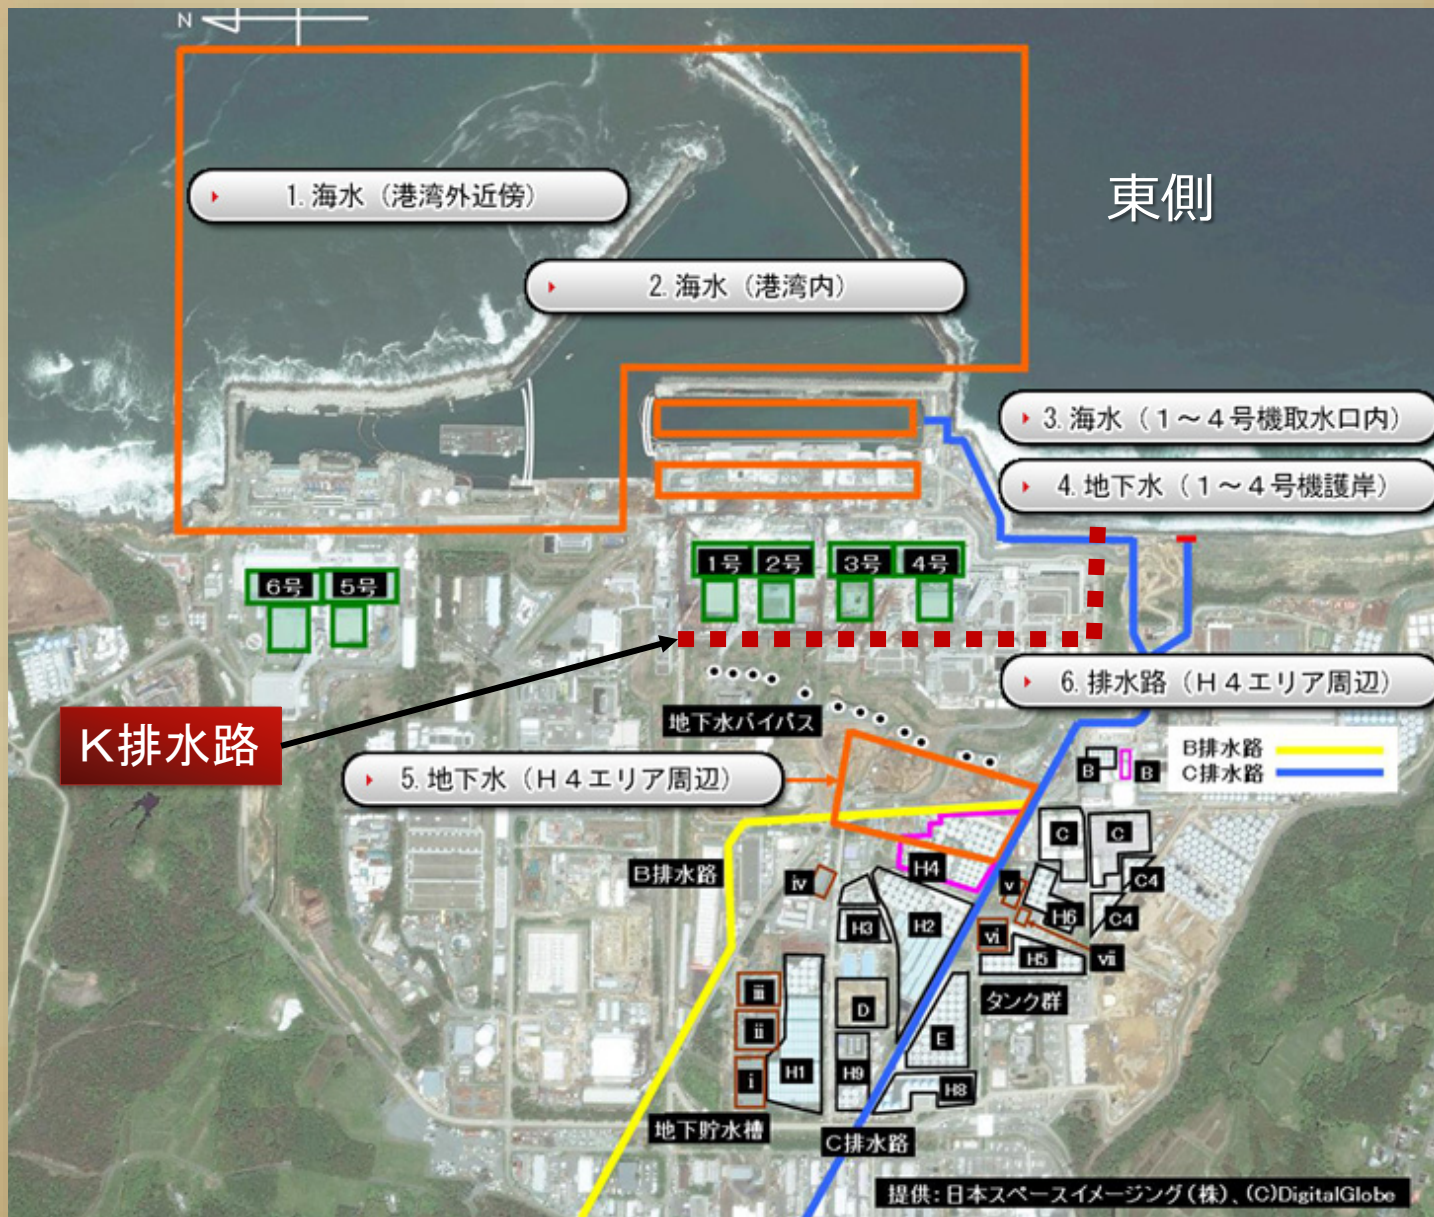 N
1. 海水（港湾外近傍）
東側
2. 海水（港湾内）
3. 海水（１～４号機取水口内）
4. 地下水（１～４号機護岸）
1号
2号
3号
4号
6号
5号
6. 排水路（Ｈ４エリア周辺）
地下水バイパス
K排水路
B排水路
C排水路
5. 地下水（Ｈ４エリア周辺）
B
B
C
C
B排水路
H4
iv
v
C4
C4
H3
H2
H6
vi
vii
H5
iii
D
タンク群
ii
E
i
H1
H9
H8
地下貯水槽
C排水路
提供：日本スペースイメージング（株）、(C)DigitalGlobe